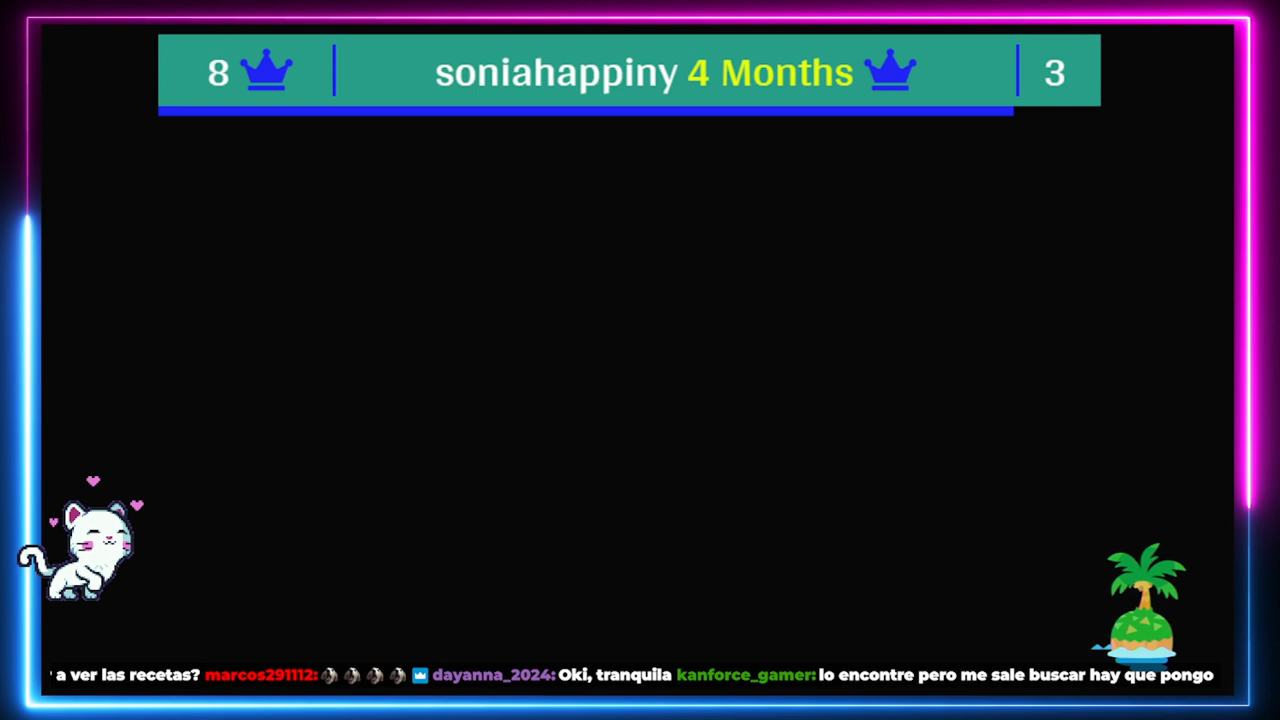 8 soniahappiny 4 Months 3
a ver las recetas? marcos291112: dayanna_2024: Oki, tranquila kanforce_gamer: lo encontre pero me sale buscar hay que pongo